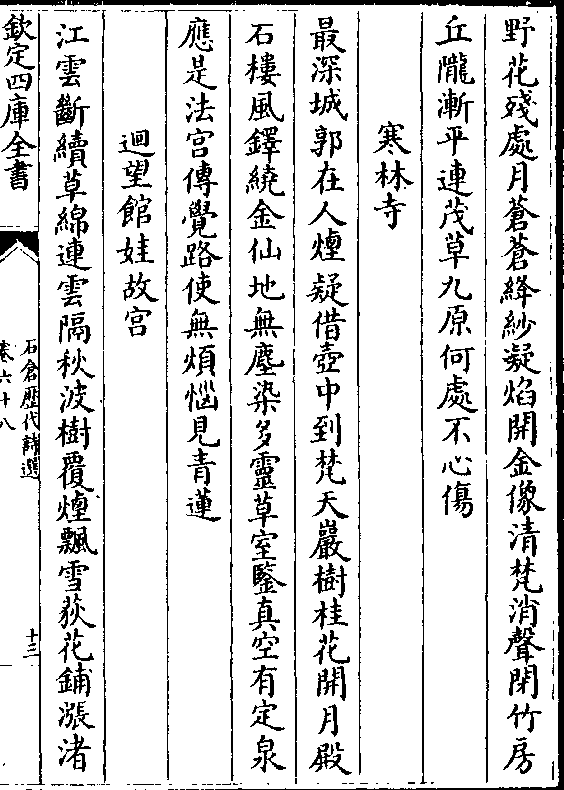 野花殘處月蒼蒼絳紗凝焰開金像清梵消聲閉竹房
丘隴漸平連茂草九原何處不心傷
寒林寺
最深城郭在人煙疑借壺中到梵天巖樹桂花開月殿
石樓風鐸繞金仙地無塵染多靈草室鑒真空有定泉
應是法宫傳覺路使無煩惱見青蓮
迴望館娃故宫
江雲斷續草綿連雲隔秋波樹覆煙飄雪荻花鋪漲渚
欽定四庫全書
石倉歴代詩選
卷六十八
十三